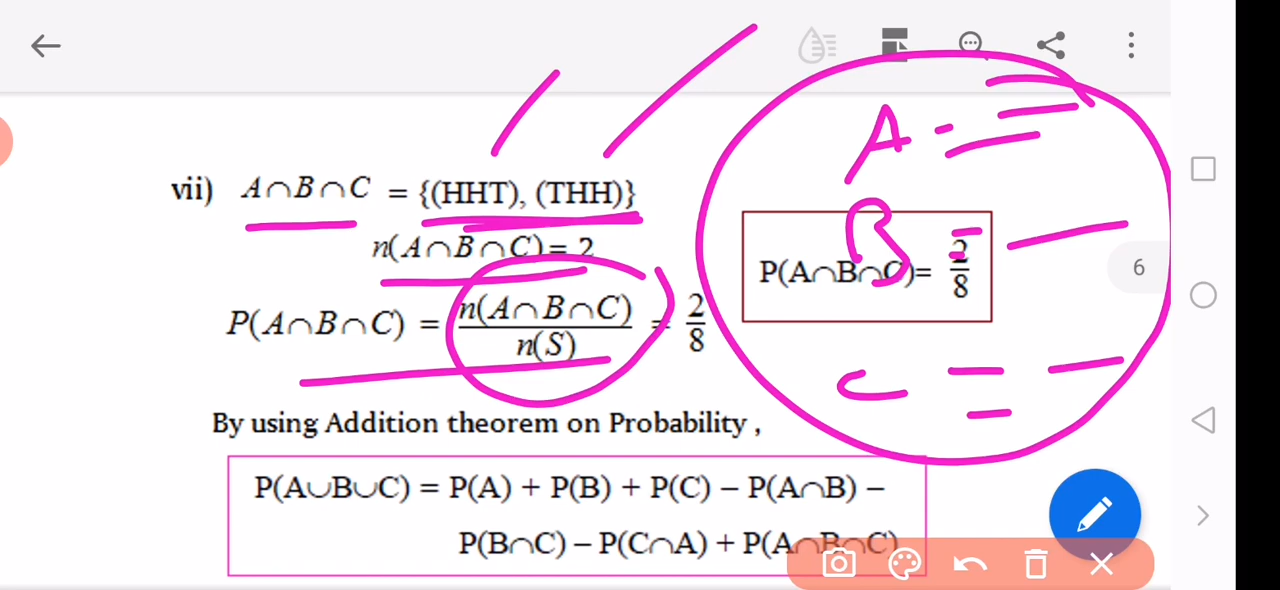 vii) A∩B∩C = {(HHT), (THH)}
n(A∩B∩C) = 2
P(A∩B∩C) = n(A∩B∩C)/n(S) = 2/8
P(A∩B∩C) = 2/8
A - =
B =
C =
6
By using Addition theorem on Probability ,
P(A∪B∪C) = P(A) + P(B) + P(C) – P(A∩B) –
P(B∩C) – P(C∩A) + P(A∩B∩C)